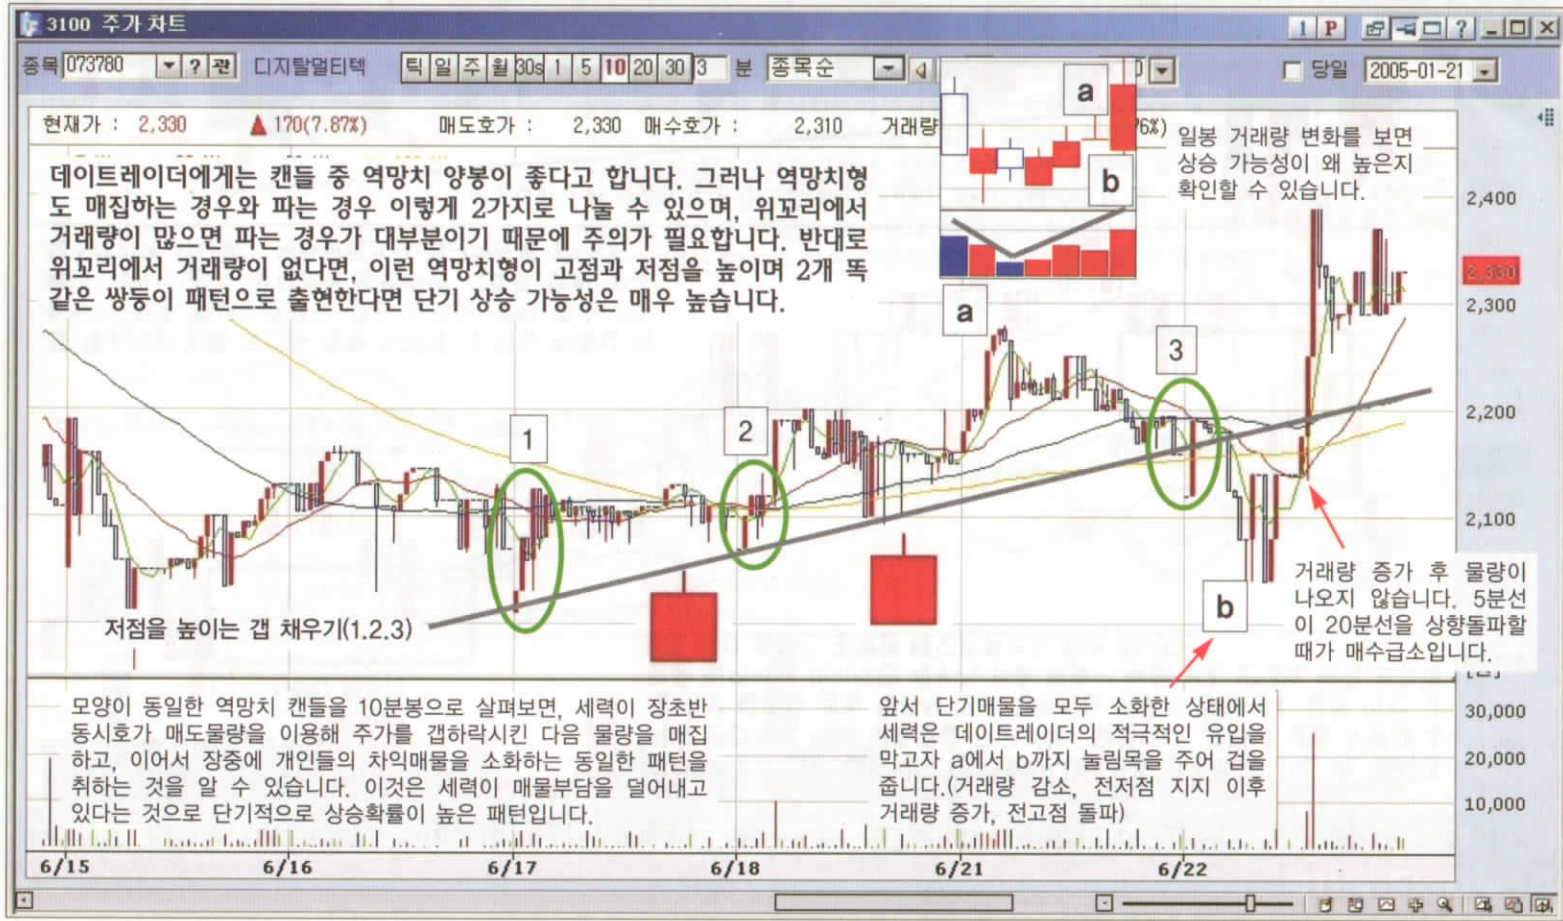 3100 주가 차트
1 P ?
종목 073780 ? 관 디지탈멀티텍 틱 일 주 월 30s 1 5 10 20 30 3 분 종목순 당일 2005-01-21
현재가 : 2,330 ▲ 170(7.87%) 매도호가 : 2,330 매수호가 : 2,310 거래량
데이트레이더에게는 캔들 중 역망치 양봉이 좋다고 합니다. 그러나 역망치형
도 매집하는 경우와 파는 경우 이렇게 2가지로 나눌 수 있으며, 위꼬리에서
거래량이 많으면 파는 경우가 대부분이기 때문에 주의가 필요합니다. 반대로
위꼬리에서 거래량이 없다면, 이런 역망치형이 고점과 저점을 높이며 2개 똑
같은 쌍둥이 패턴으로 출현한다면 단기 상승 가능성은 매우 높습니다.
a
b
일봉 거래량 변화를 보면
상승 가능성이 왜 높은지
확인할 수 있습니다.
2,400
2,330
2,300
2,200
2,100
a
1
2
3
b
저점을 높이는 갭 채우기(1.2.3)
거래량 증가 후 물량이
나오지 않습니다. 5분선
이 20분선을 상향돌파할
때가 매수급소입니다.
모양이 동일한 역망치 캔들을 10분봉으로 살펴보면, 세력이 장초반
동시호가 매도물량을 이용해 주가를 갭하락시킨 다음 물량을 매집
하고, 이어서 장중에 개인들의 차익매물을 소화하는 동일한 패턴을
취하는 것을 알 수 있습니다. 이것은 세력이 매물부담을 덜어내고
있다는 것으로 단기적으로 상승확률이 높은 패턴입니다.
앞서 단기매물을 모두 소화한 상태에서
세력은 데이트레이더의 적극적인 유입을
막고자 a에서 b까지 눌림목을 주어 겁을
줍니다.(거래량 감소, 전저점 지지 이후
거래량 증가, 전고점 돌파)
30,000
20,000
10,000
6/15 6/16 6/17 6/18 6/21 6/22